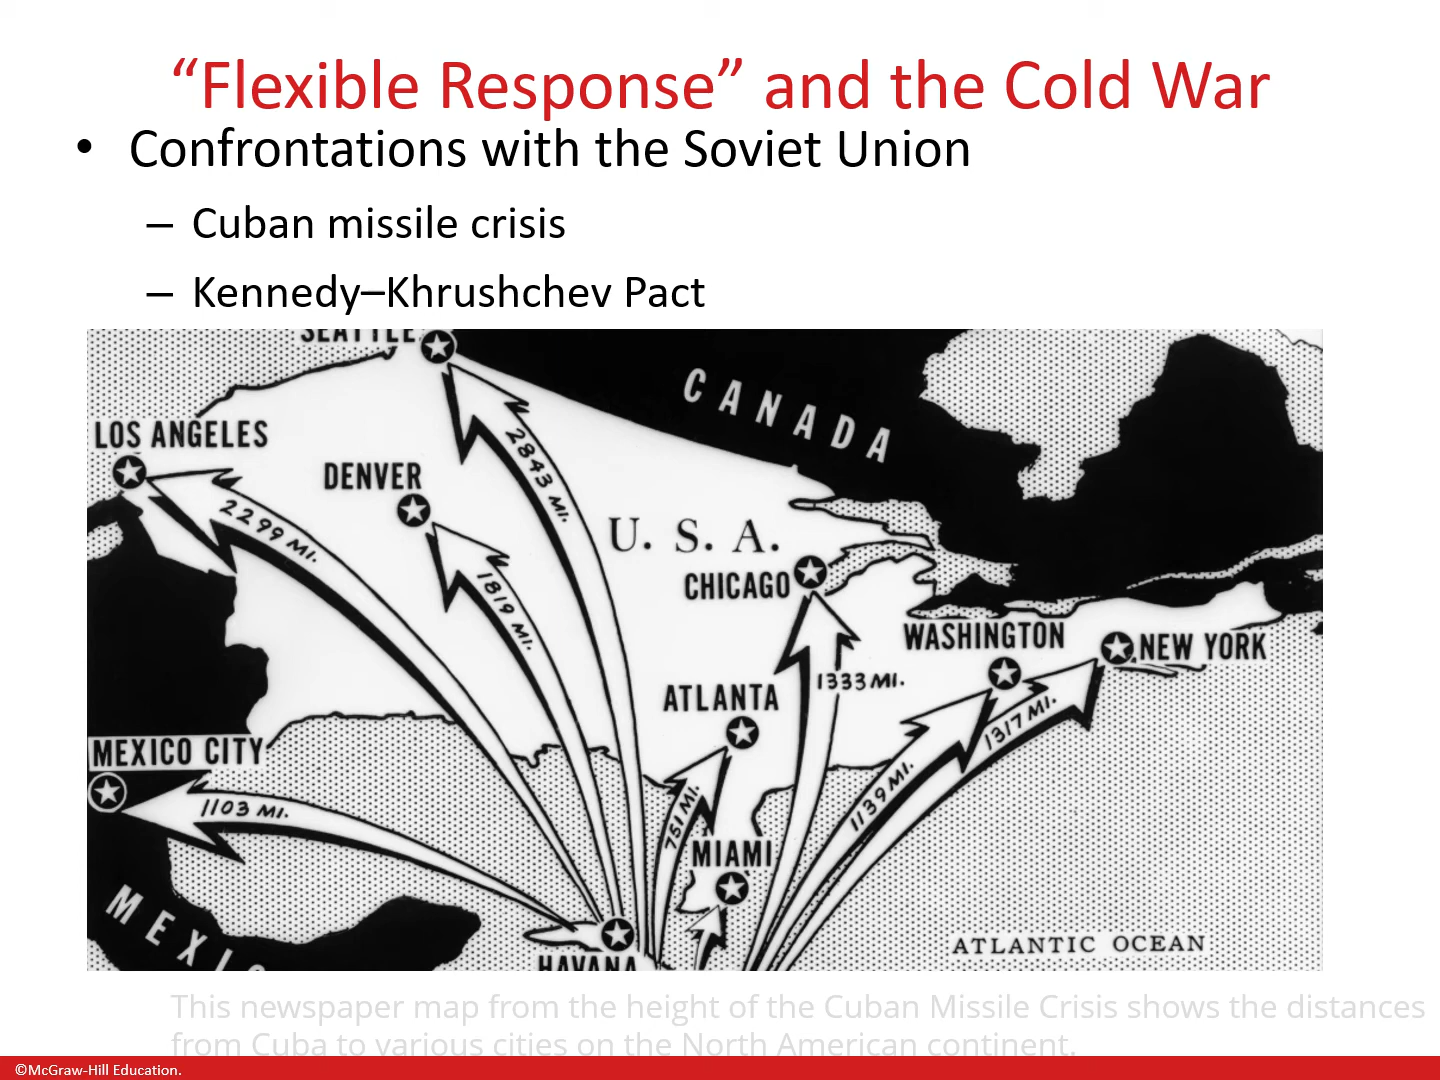 “Flexible Response” and the Cold War
• Confrontations with the Soviet Union
– Cuban missile crisis
– Kennedy–Khrushchev Pact
SEATTLE
CANADA
LOS ANGELES
DENVER
2843 MI.
2299 MI.
U. S. A.
CHICAGO
1819 MI.
WASHINGTON
NEW YORK
1333 MI.
ATLANTA
1317 MI.
MEXICO CITY
1139 MI.
751 MI.
1103 MI.
MIAMI
MEXICO
ATLANTIC OCEAN
HAVANA
This newspaper map from the height of the Cuban Missile Crisis shows the distances
from Cuba to various cities on the North American continent.
©McGraw-Hill Education.